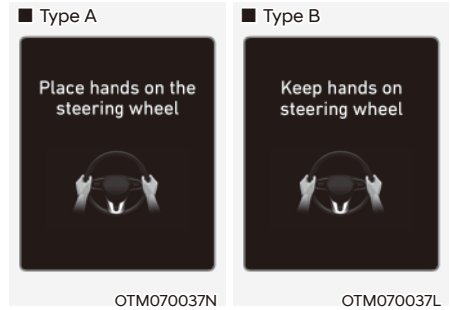 ■ Type A
Place hands on the
steering wheel
OTM070037N
■ Type B
Keep hands on
steering wheel
OTM070037L